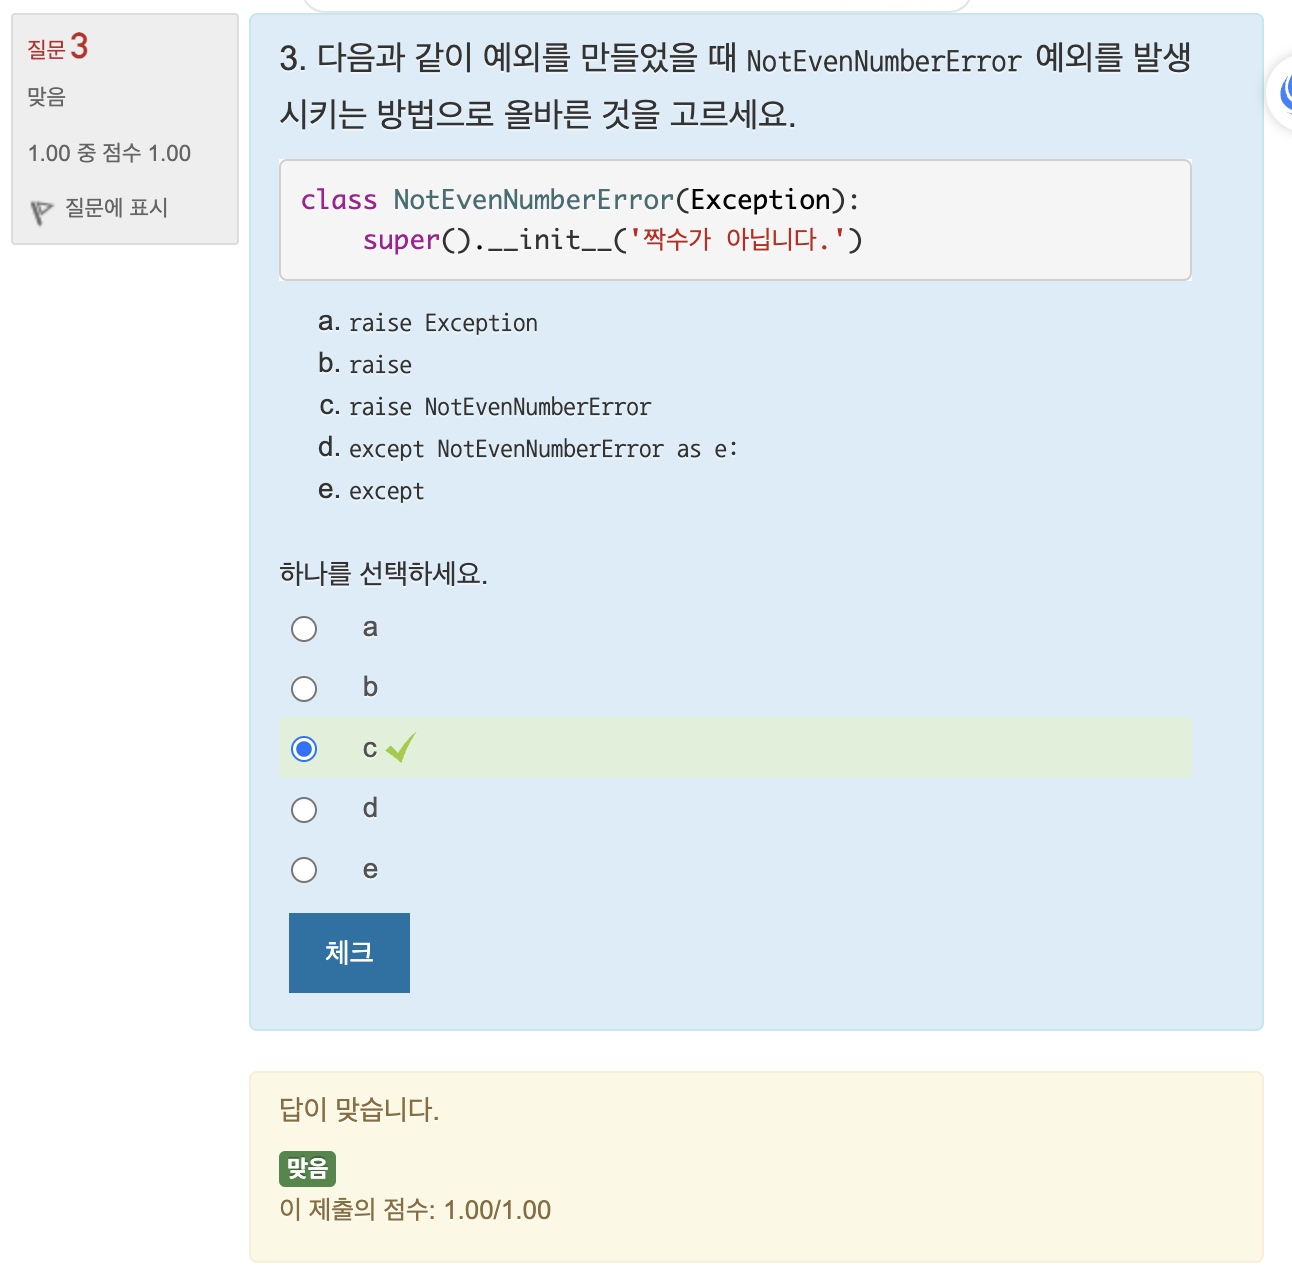 질문 3
맞음
1.00 중 점수 1.00
질문에 표시
3. 다음과 같이 예외를 만들었을 때 NotEvenNumberError 예외를 발생
시키는 방법으로 올바른 것을 고르세요.
class NotEvenNumberError(Exception):
    super().__init__('짝수가 아닙니다.')
a. raise Exception
b. raise
c. raise NotEvenNumberError
d. except NotEvenNumberError as e:
e. except
하나를 선택하세요.
a
b
c
d
e
체크
답이 맞습니다.
맞음
이 제출의 점수: 1.00/1.00